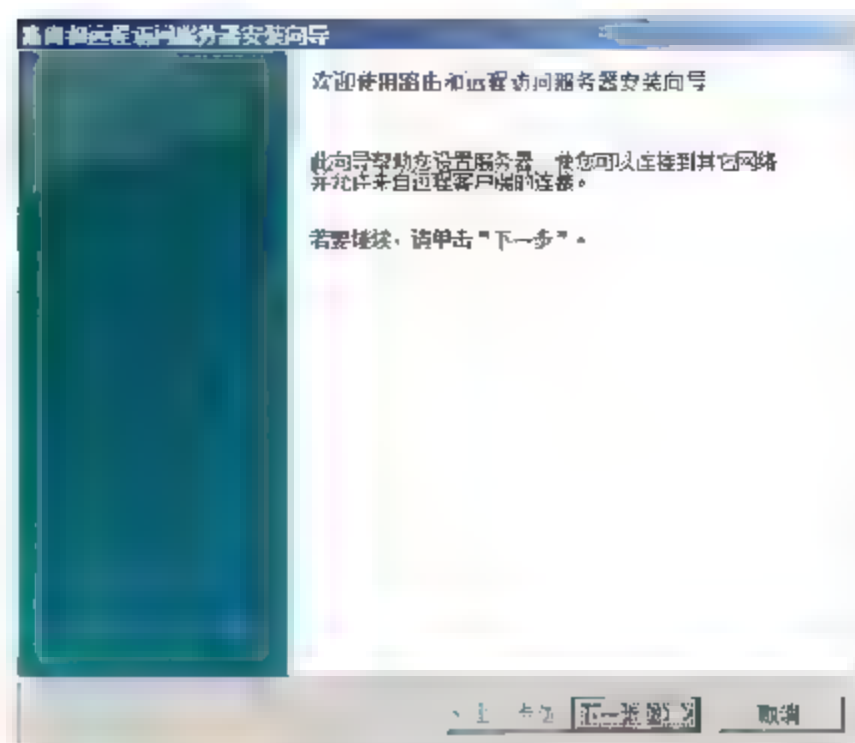 路由和远程访问服务器安装向导
欢迎使用路由和远程访问服务器安装向导
此向导帮助您设置服务器，使您可以连接到其它网络
并允许来自远程客户端的连接。
若要继续，请单击"下一步"。
下一步(N) >
取消